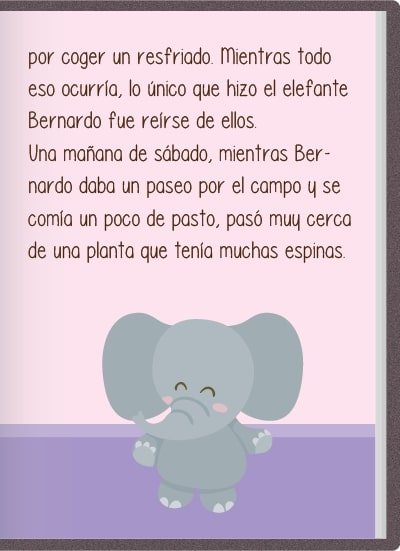 por coger un resfriado. Mientras todo
eso ocurría, lo único que hizo el elefante
Bernardo fue reírse de ellos.
Una mañana de sábado, mientras Ber-
nardo daba un paseo por el campo y se
comía un poco de pasto, pasó muy cerca
de una planta que tenía muchas espinas.